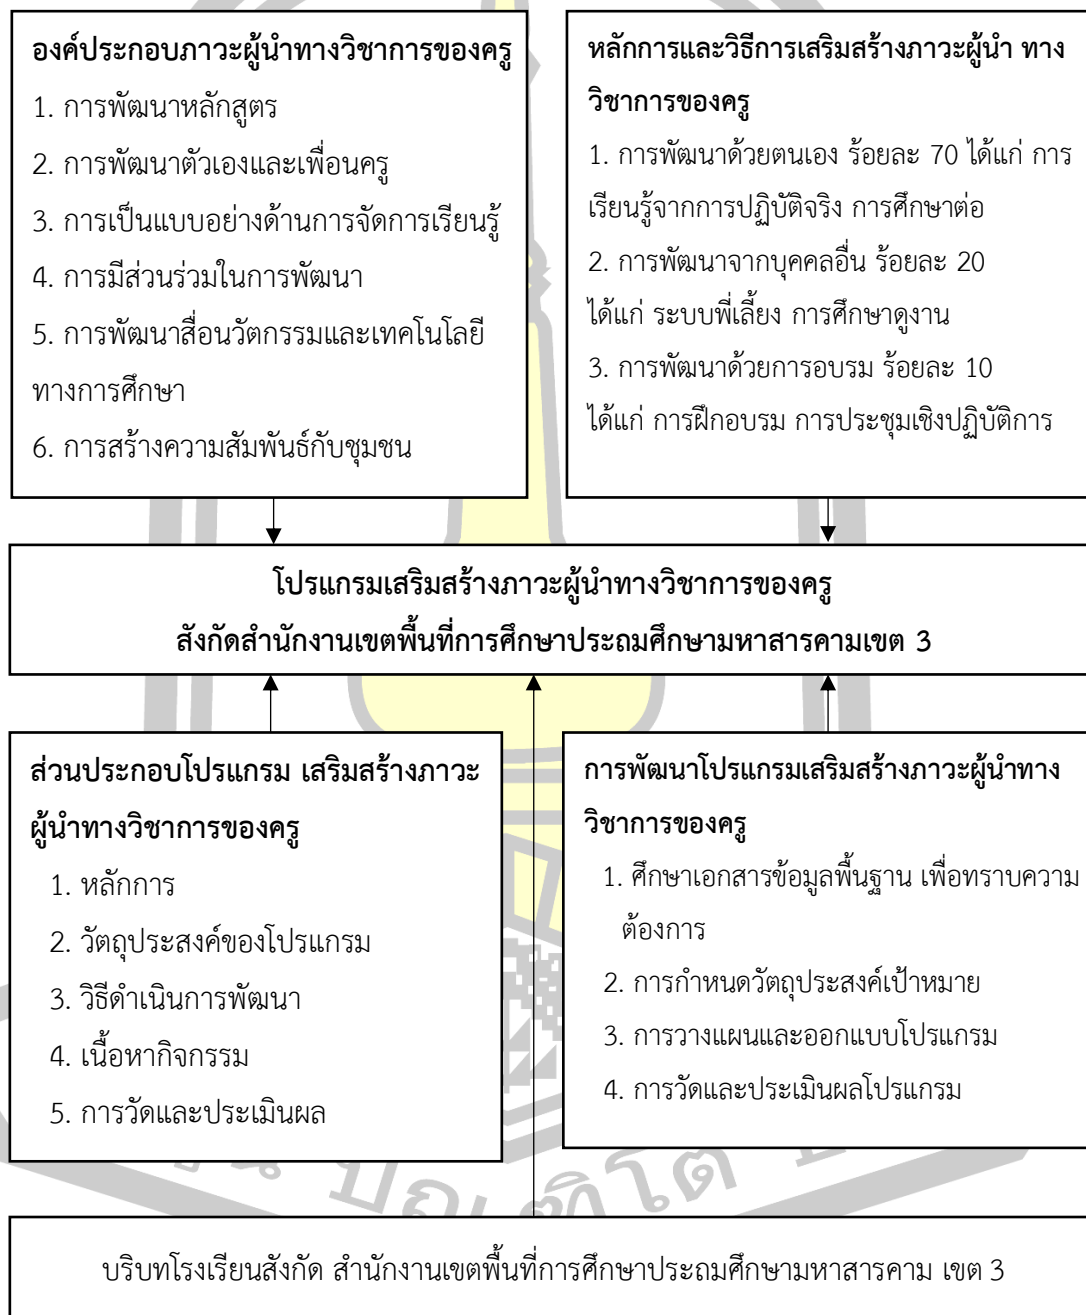 องค์ประกอบภาวะผู้นำทางวิชาการของครู
1. การพัฒนาหลักสูตร
2. การพัฒนาตัวเองและเพื่อนครู
3. การเป็นแบบอย่างด้านการจัดการเรียนรู้
4. การมีส่วนร่วมในการพัฒนา
5. การพัฒนาสื่อนวัตกรรมและเทคโนโลยี
ทางการศึกษา
6. การสร้างความสัมพันธ์กับชุมชน
หลักการและวิธีการเสริมสร้างภาวะผู้นำ ทาง
วิชาการของครู
1. การพัฒนาด้วยตนเอง ร้อยละ 70 ได้แก่ การ
เรียนรู้จากการปฏิบัติจริง การศึกษาต่อ
2. การพัฒนาจากบุคคลอื่น ร้อยละ 20
ได้แก่ ระบบพี่เลี้ยง การศึกษาดูงาน
3. การพัฒนาด้วยการอบรม ร้อยละ 10
ได้แก่ การฝึกอบรม การประชุมเชิงปฏิบัติการ
โปรแกรมเสริมสร้างภาวะผู้นำทางวิชาการของครู
สังกัดสำนักงานเขตพื้นที่การศึกษาประถมศึกษามหาสารคามเขต 3
ส่วนประกอบโปรแกรม เสริมสร้างภาวะ
ผู้นำทางวิชาการของครู
1. หลักการ
2. วัตถุประสงค์ของโปรแกรม
3. วิธีดำเนินการพัฒนา
4. เนื้อหากิจกรรม
5. การวัดและประเมินผล
การพัฒนาโปรแกรมเสริมสร้างภาวะผู้นำทาง
วิชาการของครู
1. ศึกษาเอกสารข้อมูลพื้นฐาน เพื่อทราบความ
ต้องการ
2. การกำหนดวัตถุประสงค์เป้าหมาย
3. การวางแผนและออกแบบโปรแกรม
4. การวัดและประเมินผลโปรแกรม
บริบทโรงเรียนสังกัด สำนักงานเขตพื้นที่การศึกษาประถมศึกษามหาสารคาม เขต 3